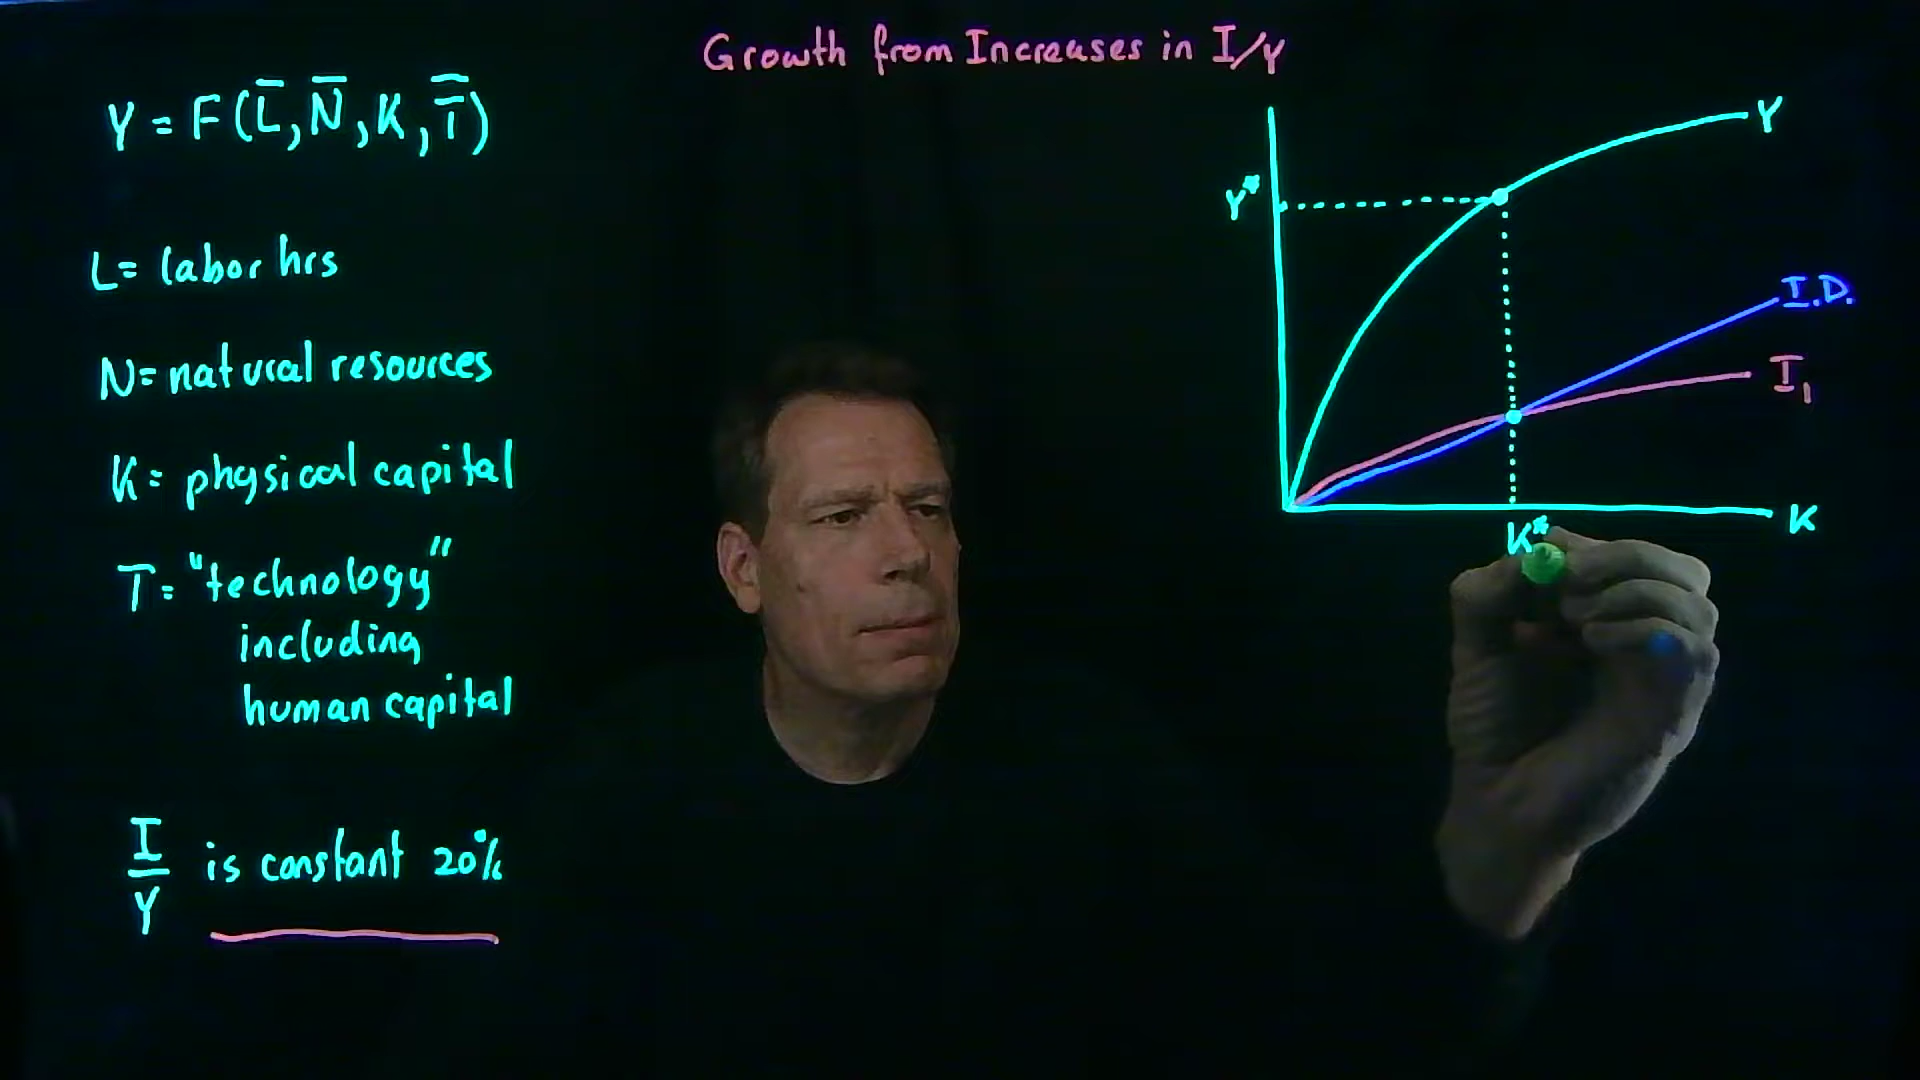 Growth from Increases in I/Y
Y = F(L̅, N̅, K, T̅)
L = labor hrs
N = natural resources
K = physical capital
T = "technology"
including
human capital
I
Y
is constant 20%
Y
Y*
I.D.
I₁
K
K*